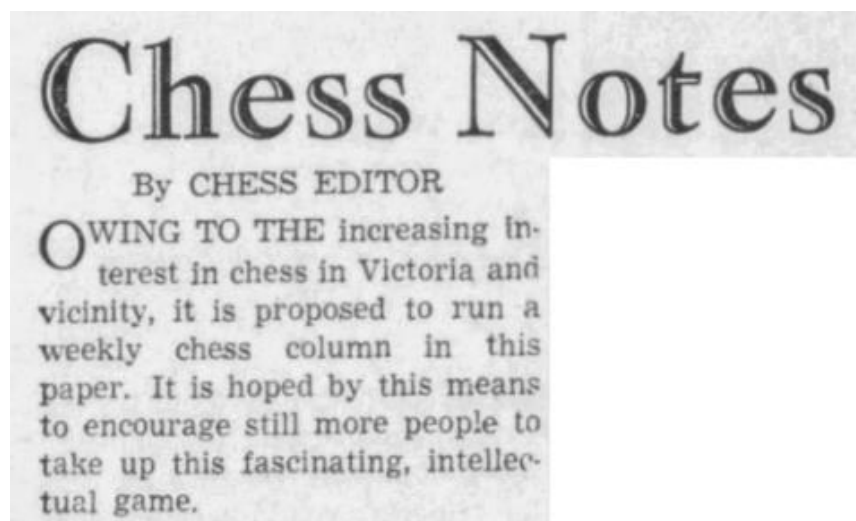 Chess Notes
By CHESS EDITOR
OWING TO THE increasing in-
terest in chess in Victoria and
vicinity, it is proposed to run a
weekly chess column in this
paper. It is hoped by this means
to encourage still more people to
take up this fascinating, intellec-
tual game.